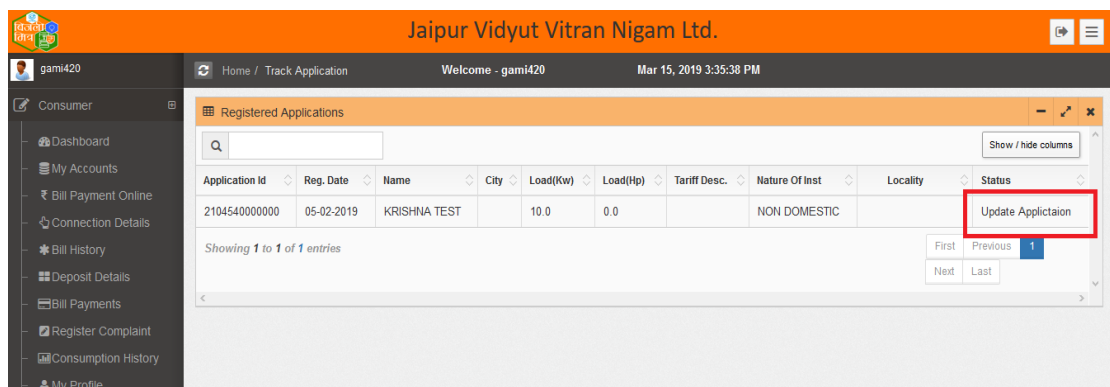 बिजली
मित्र
Jaipur Vidyut Vitran Nigam Ltd.
gami420
Home / Track Application
Welcome - gami420
Mar 15, 2019 3:35:38 PM
Consumer
Dashboard
My Accounts
₹ Bill Payment Online
Connection Details
Bill History
Deposit Details
Bill Payments
Register Complaint
Consumption History
My Profile
Registered Applications
Show / hide columns
Application Id Reg. Date Name City Load(Kw) Load(Hp) Tariff Desc. Nature Of Inst Locality Status
2104540000000 05-02-2019 KRISHNA TEST 10.0 0.0 NON DOMESTIC Update Applictaion
Showing 1 to 1 of 1 entries
First Previous 1
Next Last